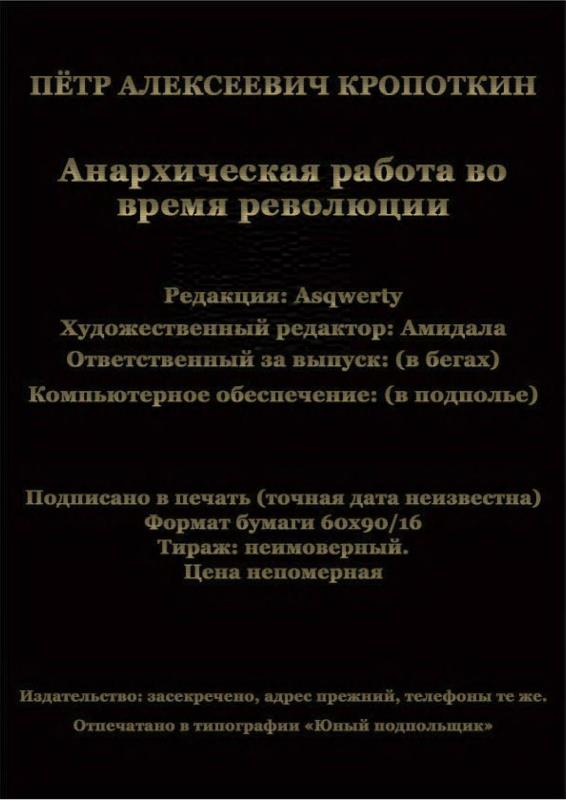 ПЁТР АЛЕКСЕЕВИЧ КРОПОТКИН
Анархическая работа во
время революции
Редакция: Asqwerty
Художественный редактор: Амидала
Ответственный за выпуск: (в бегах)
Компьютерное обеспечение: (в подполье)
Подписано в печать (точная дата неизвестна)
Формат бумаги 60х90/16
Тираж: неимоверный.
Цена непомерная
Издательство: засекречено, адрес прежний, телефоны те же.
Отпечатано в типографии «Юный подпольщик»